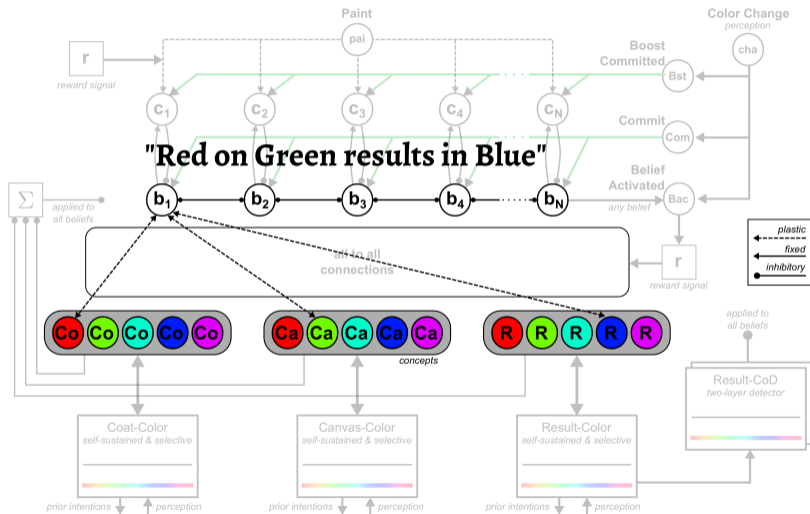 Paint
Color Change
perception
pai
cha
r
reward signal
Boost
Committed
Bst
c1 c2 c3 c4 cN
Commit
Com
"Red on Green results in Blue"
Belief
Activated
any belief
Bac
Σ
applied to
all beliefs
b1 b2 b3 b4 bN
plastic
fixed
inhibitory
all to all
connections
r
reward signal
Co Co Co Co Co
Ca Ca Ca Ca Ca
R R R R R
concepts
applied to
all beliefs
Result-CoD
two-layer detector
Coat-Color
self-sustained & selective
Canvas-Color
self-sustained & selective
Result-Color
self-sustained & selective
prior intentions perception
prior intentions perception
prior intentions perception